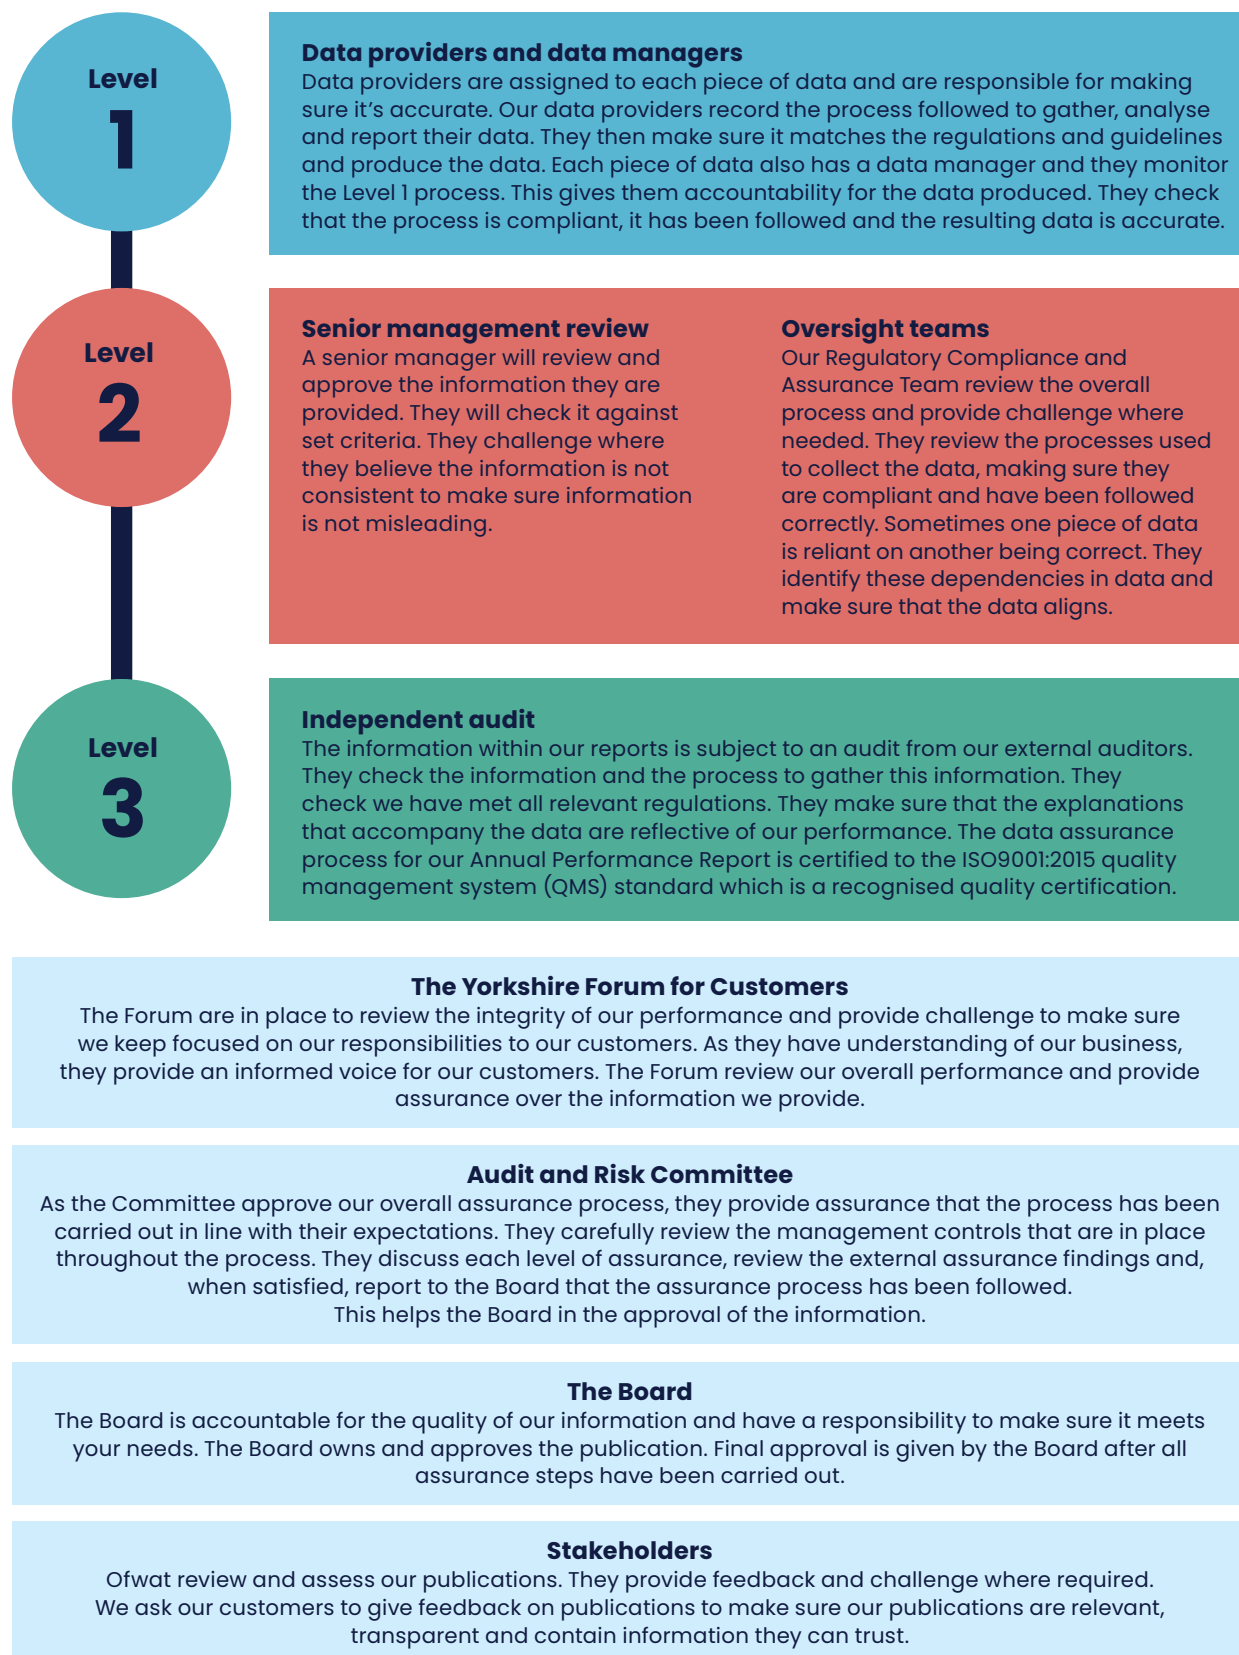 Level
1
Data providers and data managers
Data providers are assigned to each piece of data and are responsible for making
sure it’s accurate. Our data providers record the process followed to gather, analyse
and report their data. They then make sure it matches the regulations and guidelines
and produce the data. Each piece of data also has a data manager and they monitor
the Level 1 process. This gives them accountability for the data produced. They check
that the process is compliant, it has been followed and the resulting data is accurate.
Level
2
Senior management review
A senior manager will review and
approve the information they are
provided. They will check it against
set criteria. They challenge where
they believe the information is not
consistent to make sure information
is not misleading.
Oversight teams
Our Regulatory Compliance and
Assurance Team review the overall
process and provide challenge where
needed. They review the processes used
to collect the data, making sure they
are compliant and have been followed
correctly. Sometimes one piece of data
is reliant on another being correct. They
identify these dependencies in data and
make sure that the data aligns.
Level
3
Independent audit
The information within our reports is subject to an audit from our external auditors.
They check the information and the process to gather this information. They
check we have met all relevant regulations. They make sure that the explanations
that accompany the data are reflective of our performance. The data assurance
process for our Annual Performance Report is certified to the ISO9001:2015 quality
management system (QMS) standard which is a recognised quality certification.
The Yorkshire Forum for Customers
The Forum are in place to review the integrity of our performance and provide challenge to make sure
we keep focused on our responsibilities to our customers. As they have understanding of our business,
they provide an informed voice for our customers. The Forum review our overall performance and provide
assurance over the information we provide.
Audit and Risk Committee
As the Committee approve our overall assurance process, they provide assurance that the process has been
carried out in line with their expectations. They carefully review the management controls that are in place
throughout the process. They discuss each level of assurance, review the external assurance findings and,
when satisfied, report to the Board that the assurance process has been followed.
This helps the Board in the approval of the information.
The Board
The Board is accountable for the quality of our information and have a responsibility to make sure it meets
your needs. The Board owns and approves the publication. Final approval is given by the Board after all
assurance steps have been carried out.
Stakeholders
Ofwat review and assess our publications. They provide feedback and challenge where required.
We ask our customers to give feedback on publications to make sure our publications are relevant,
transparent and contain information they can trust.